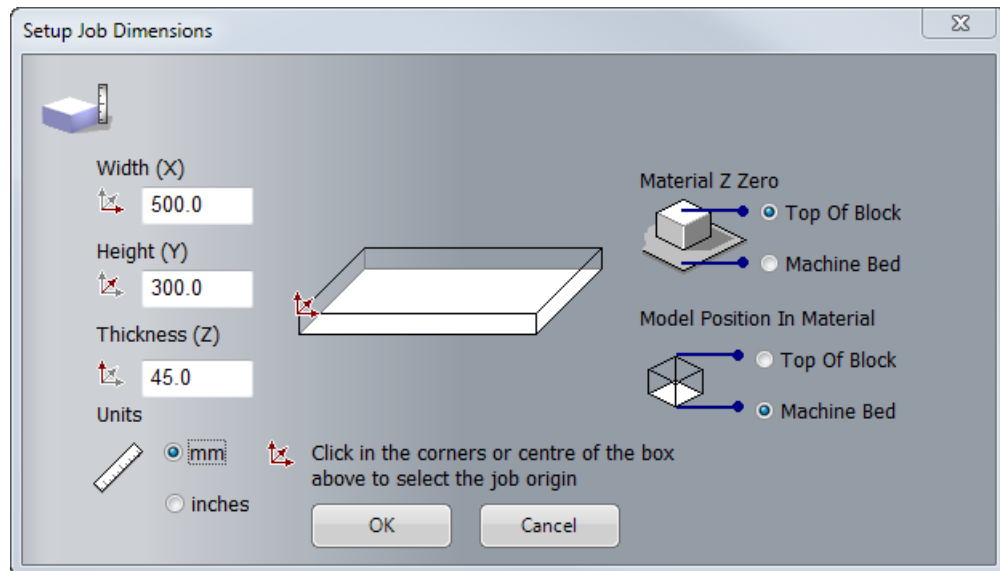 Setup Job Dimensions
Width (X)
500.0
Height (Y)
300.0
Thickness (Z)
45.0
Units
mm
inches
Material Z Zero
Top Of Block
Machine Bed
Model Position In Material
Top Of Block
Machine Bed
Click in the corners or centre of the box
above to select the job origin
OK
Cancel